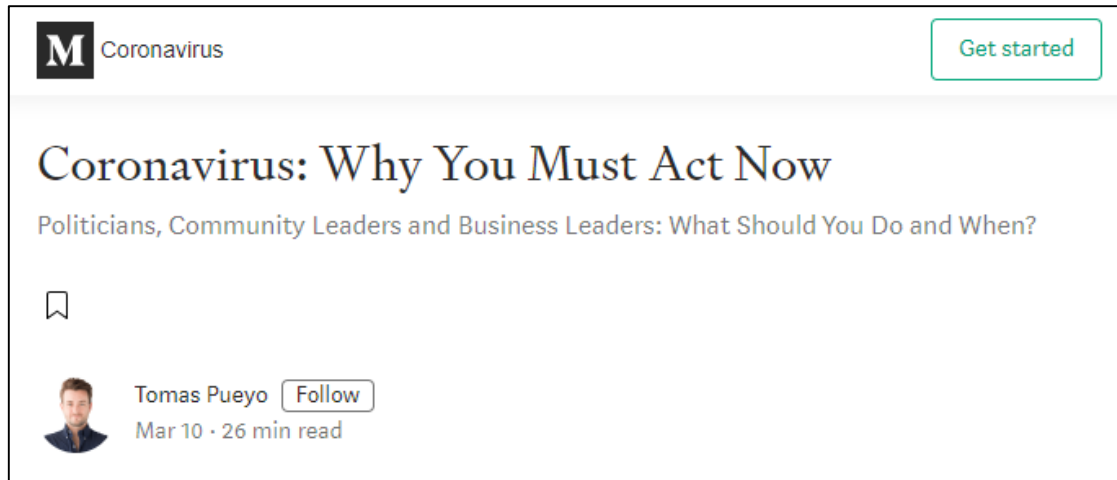 M Coronavirus
Get started
Coronavirus: Why You Must Act Now
Politicians, Community Leaders and Business Leaders: What Should You Do and When?
Tomas Pueyo Follow
Mar 10 · 26 min read